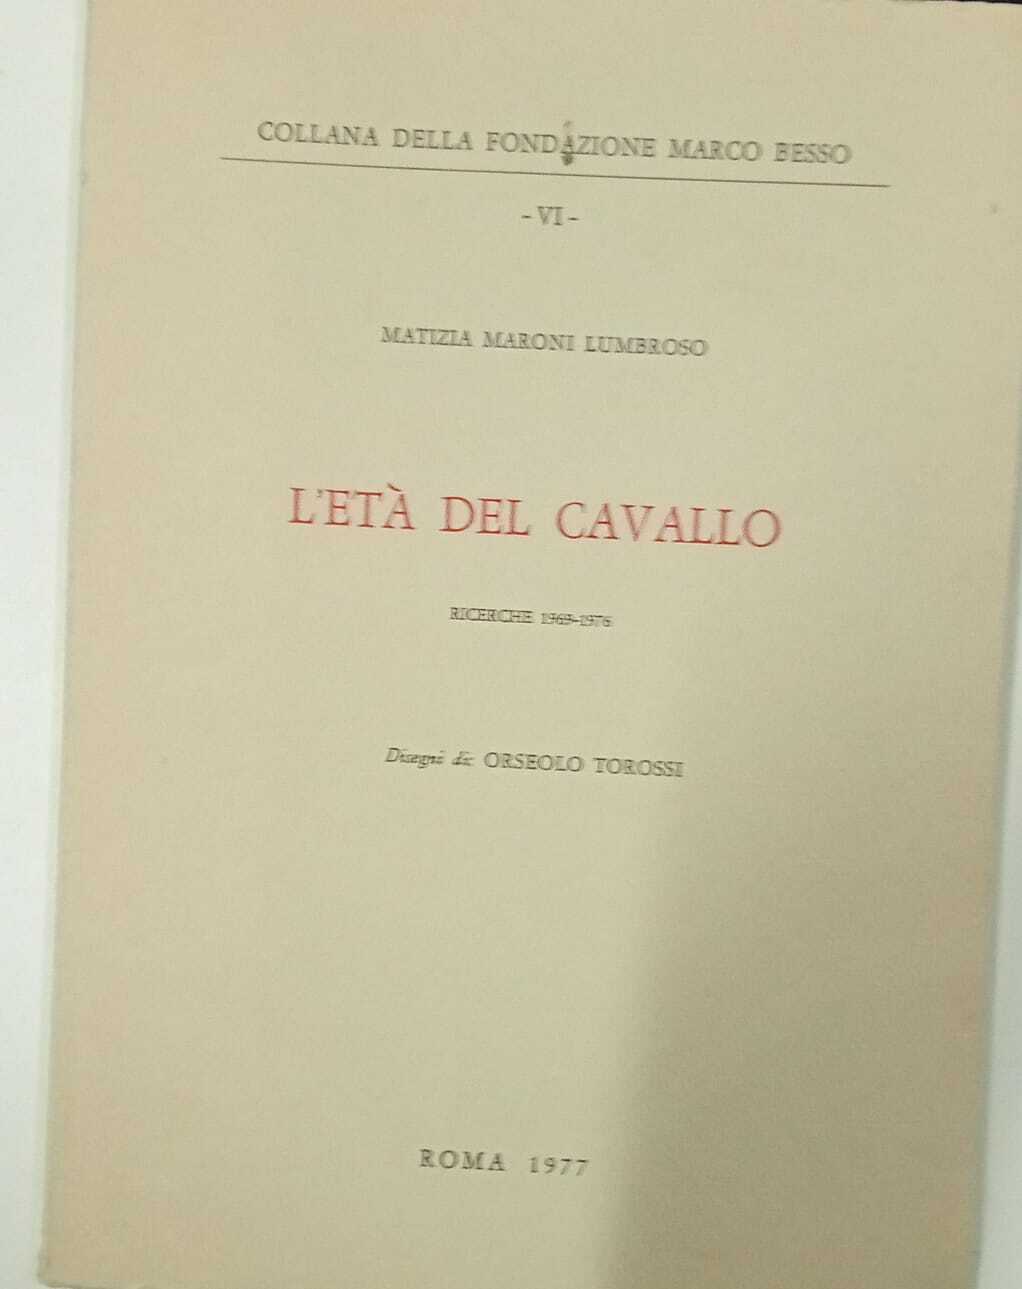 COLLANA DELLA FONDAZIONE MARCO BESSO
- VI -
MATIZIA MARONI LUMBROSO
L'ETÀ DEL CAVALLO
RICERCHE 1969-1976
Disegni di: ORSEOLO TOROSSI
ROMA 1977